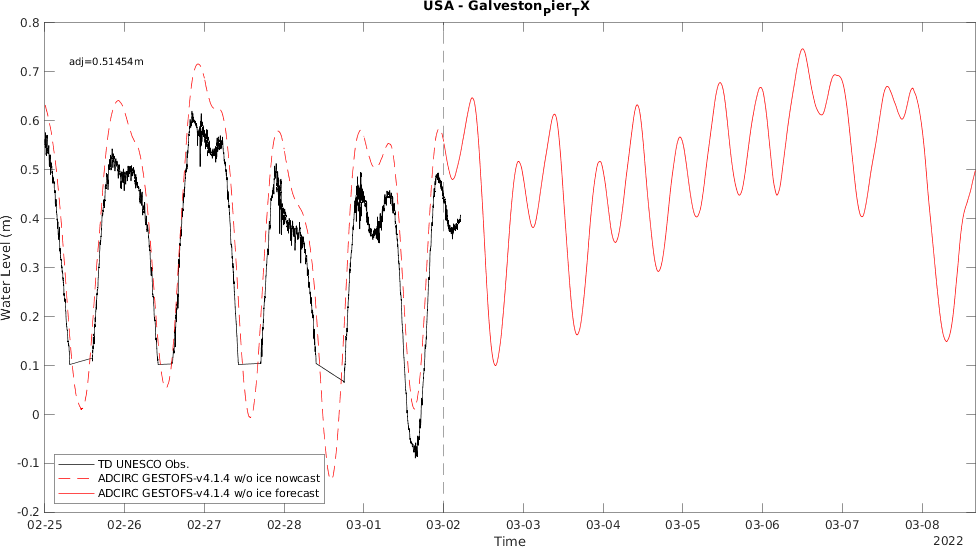 USA - GalvestonPierTX
0.8
adj=0.51454m
0.7
0.6
0.5
0.4
0.3
0.2
0.1
0
-0.1
-0.2
Water Level (m)
TD UNESCO Obs.
ADCIRC GESTOFS-v4.1.4 w/o ice nowcast
ADCIRC GESTOFS-v4.1.4 w/o ice forecast
02-25 02-26 02-27 02-28 03-01 03-02 03-03 03-04 03-05 03-06 03-07 03-08
Time
2022